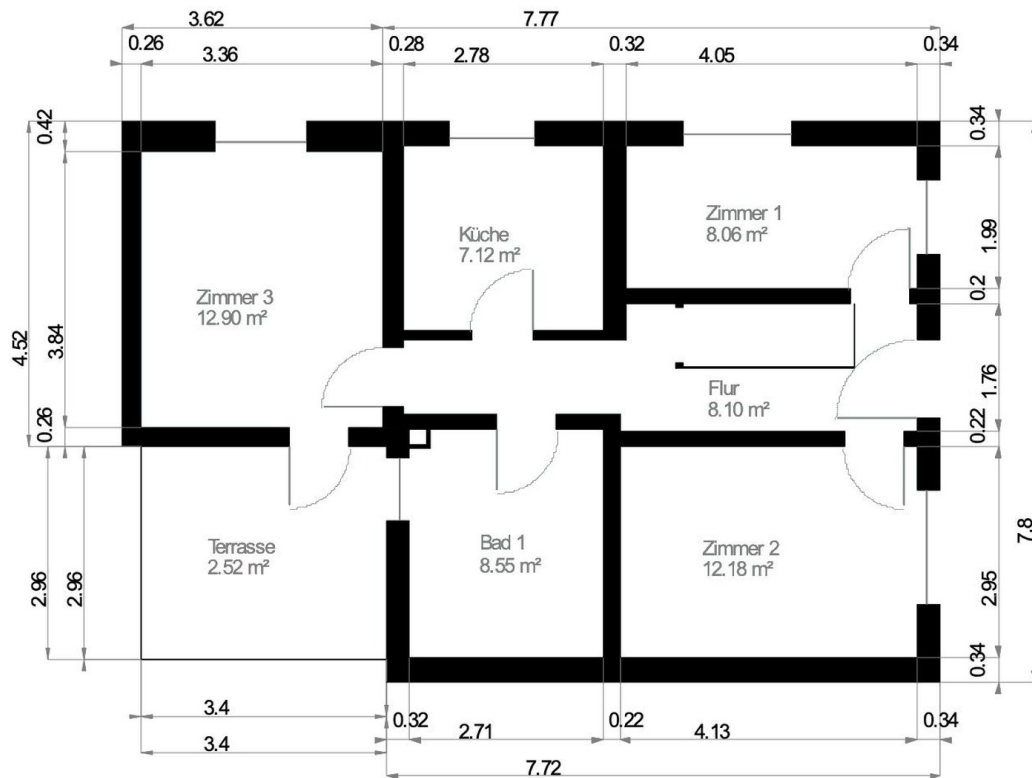 3.62
7.77
0.26
0.28
0.32
0.34
3.36
2.78
4.05
0.42
0.34
Zimmer 1
8.06 m²
Küche
7.12 m²
1.99
Zimmer 3
12.90 m²
0.2
4.52
3.84
1.76
Flur
8.10 m²
0.26
0.22
Terrasse
2.52 m²
Bad 1
8.55 m²
Zimmer 2
12.18 m²
7.8
2.96
2.96
2.95
0.34
3.4
0.32
2.71
0.22
4.13
0.34
3.4
7.72